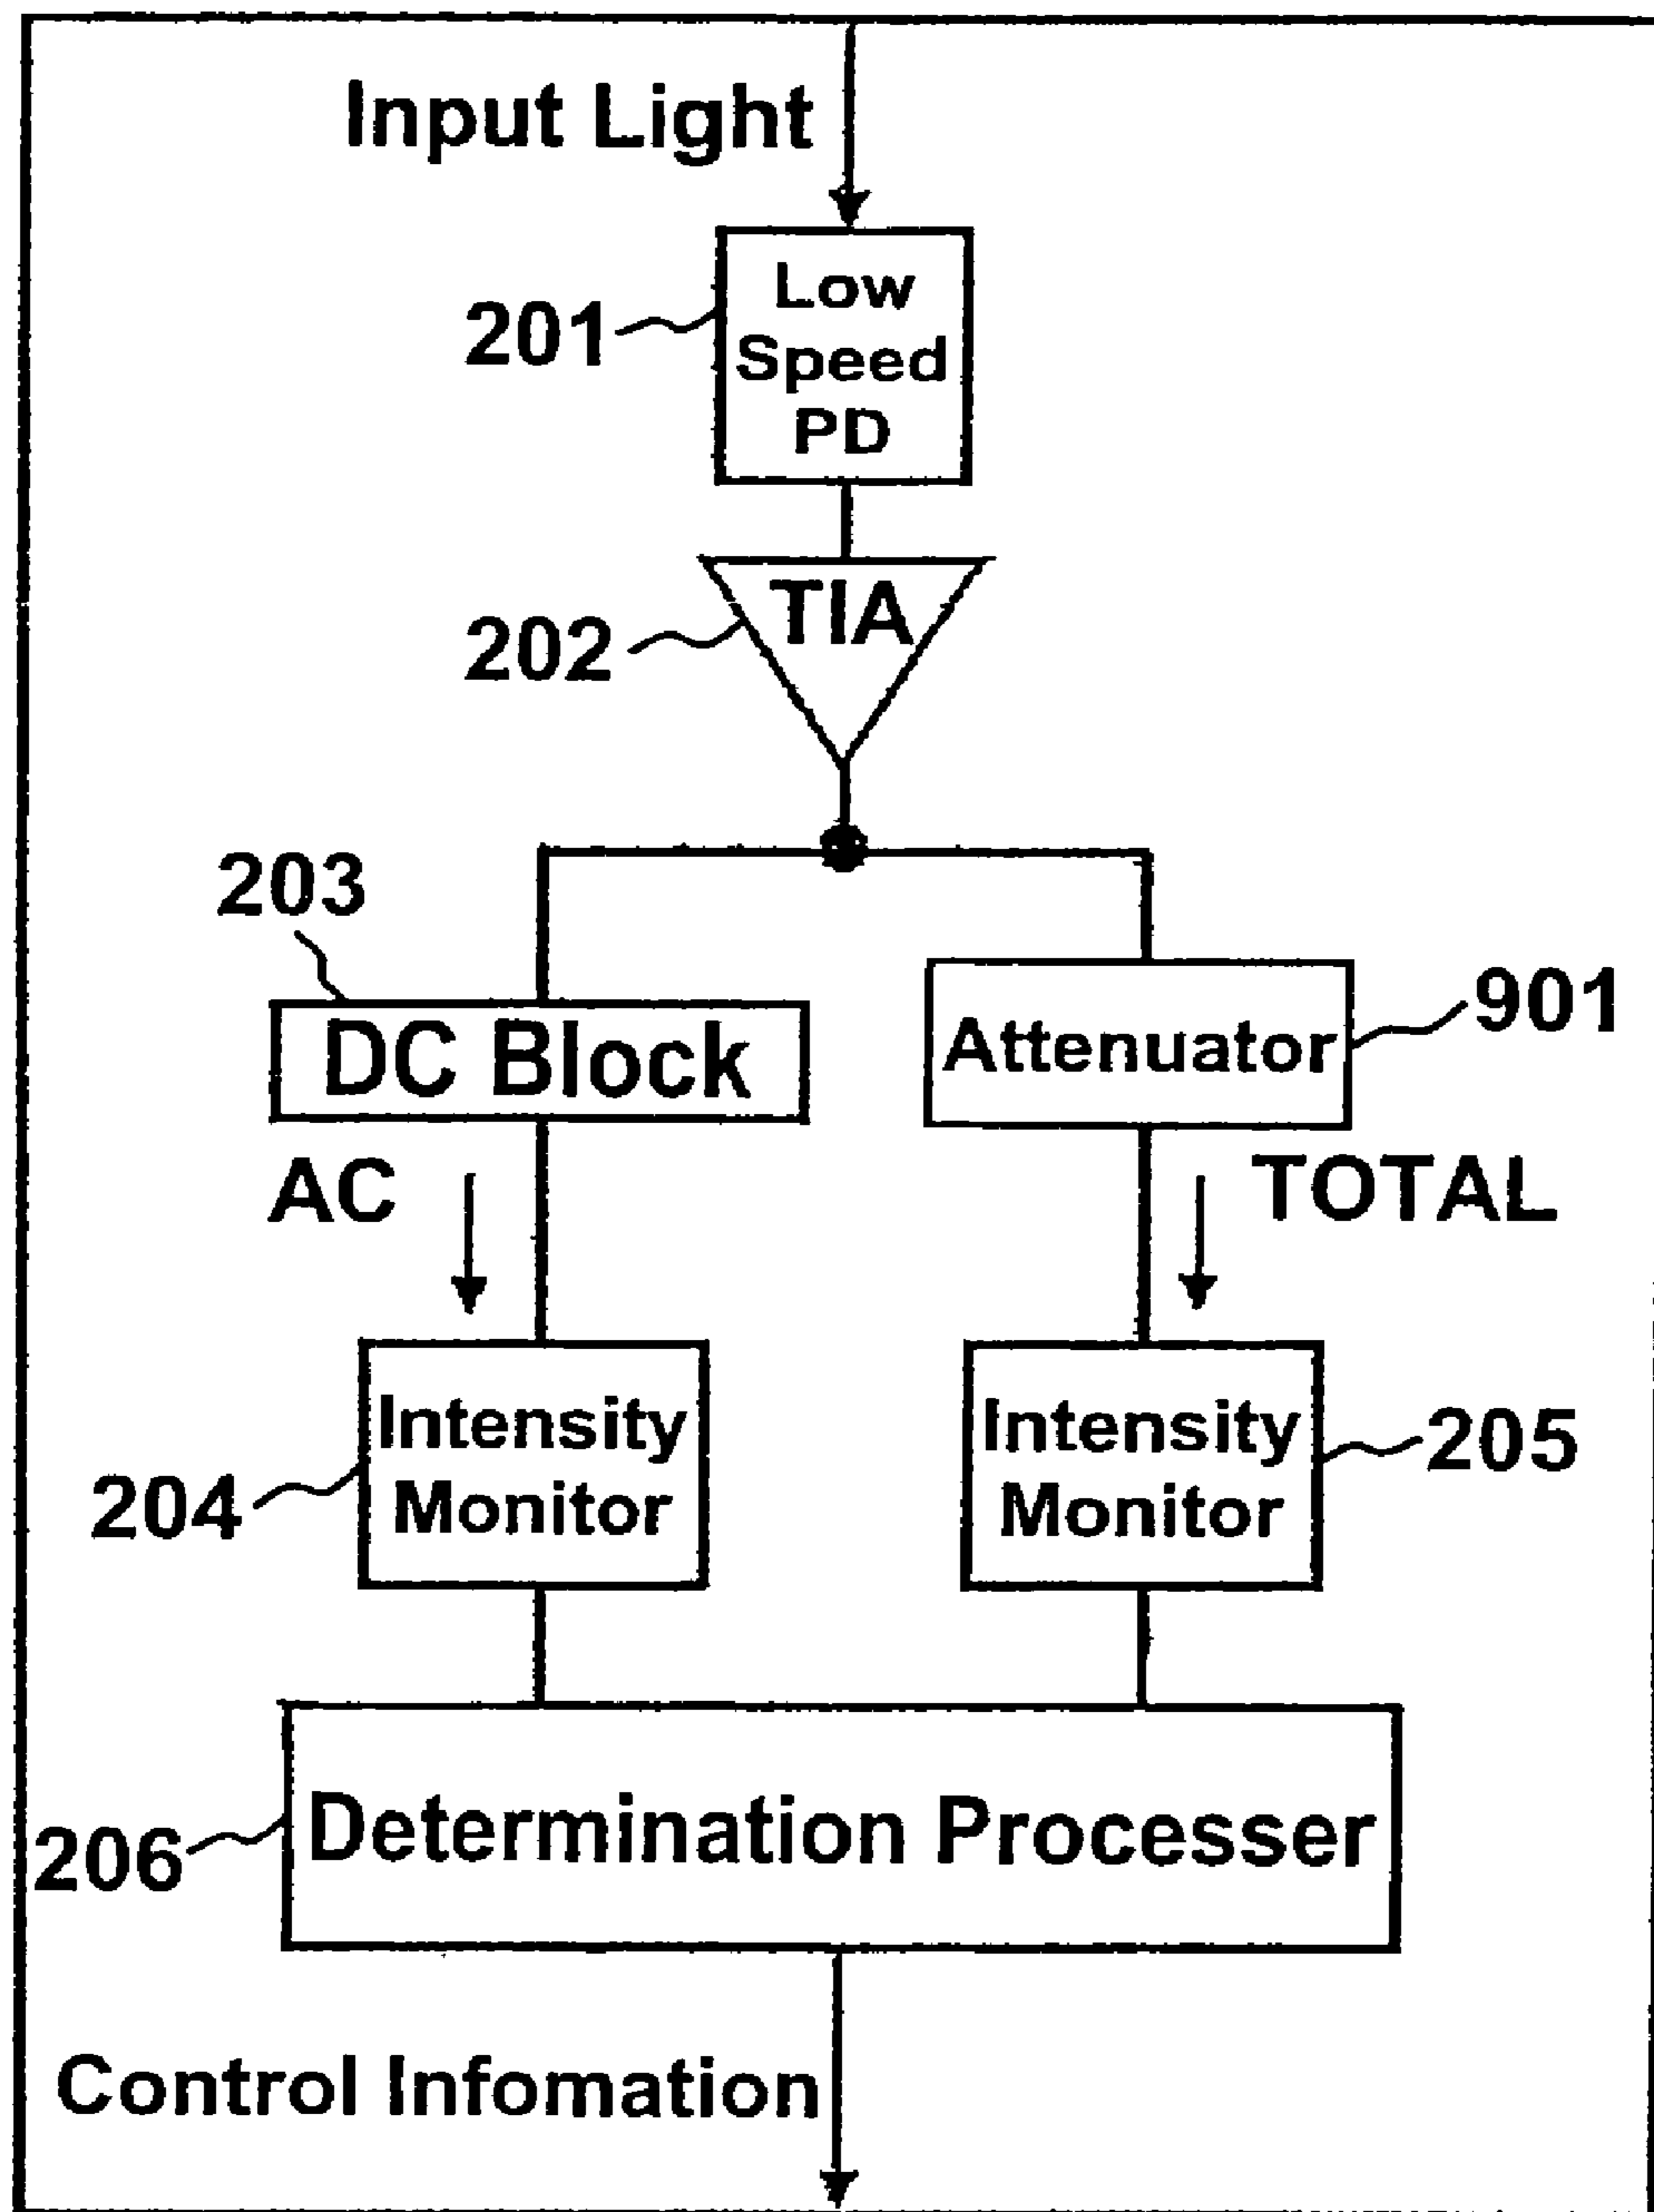 Input Light
201
Low
Speed
PD
202
TIA
203
DC Block
Attenuator
901
AC
TOTAL
204
Intensity
Monitor
Intensity
Monitor
205
206
Determination Processer
Control Infomation